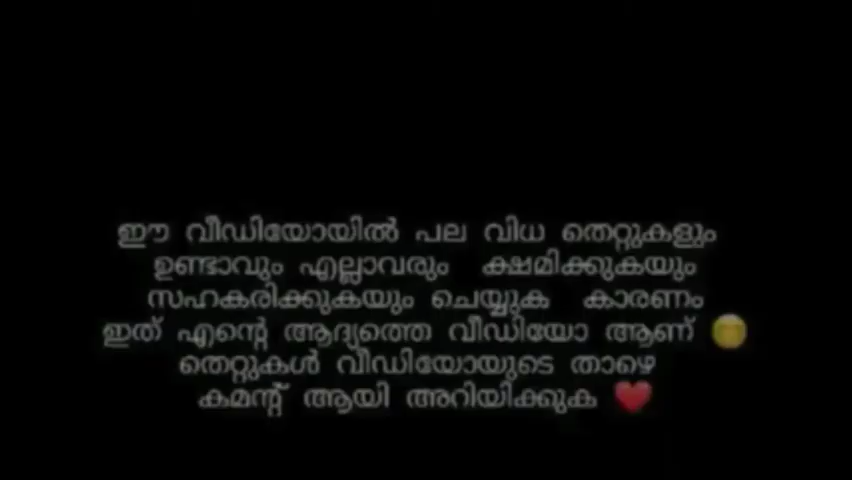 ഈ വീഡിയോയിൽ പല വിധ തെറ്റുകളും
ഉണ്ടാവും എല്ലാവരും ക്ഷമിക്കുകയും
സഹകരിക്കുകയും ചെയ്യുക കാരണം
ഇത് എന്റെ ആദ്യത്തെ വീഡിയോ ആണ് 😊
തെറ്റുകൾ വീഡിയോയുടെ താഴെ
കമന്റ് ആയി അറിയിക്കുക ❤️